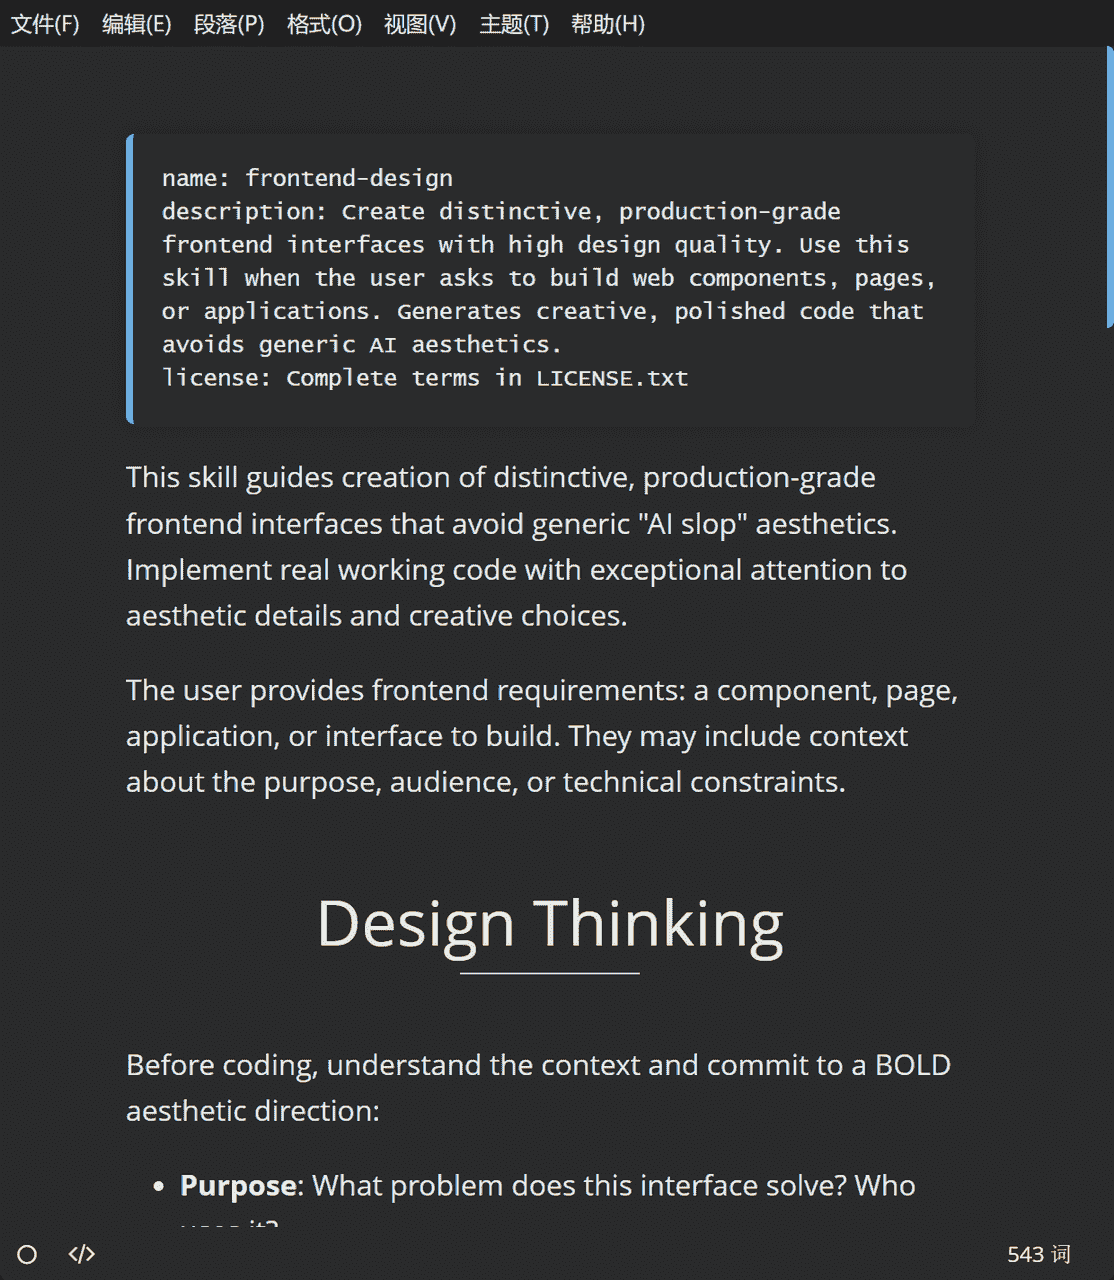 文件(F) 编辑(E) 段落(P) 格式(O) 视图(V) 主题(T) 帮助(H)
name: frontend-design
description: Create distinctive, production-grade
frontend interfaces with high design quality. Use this
skill when the user asks to build web components, pages,
or applications. Generates creative, polished code that
avoids generic AI aesthetics.
license: Complete terms in LICENSE.txt
This skill guides creation of distinctive, production-grade
frontend interfaces that avoid generic "AI slop" aesthetics.
Implement real working code with exceptional attention to
aesthetic details and creative choices.
The user provides frontend requirements: a component, page,
application, or interface to build. They may include context
about the purpose, audience, or technical constraints.
Design Thinking
Before coding, understand the context and commit to a BOLD
aesthetic direction:
• Purpose: What problem does this interface solve? Who
uses it?
</> 543 词